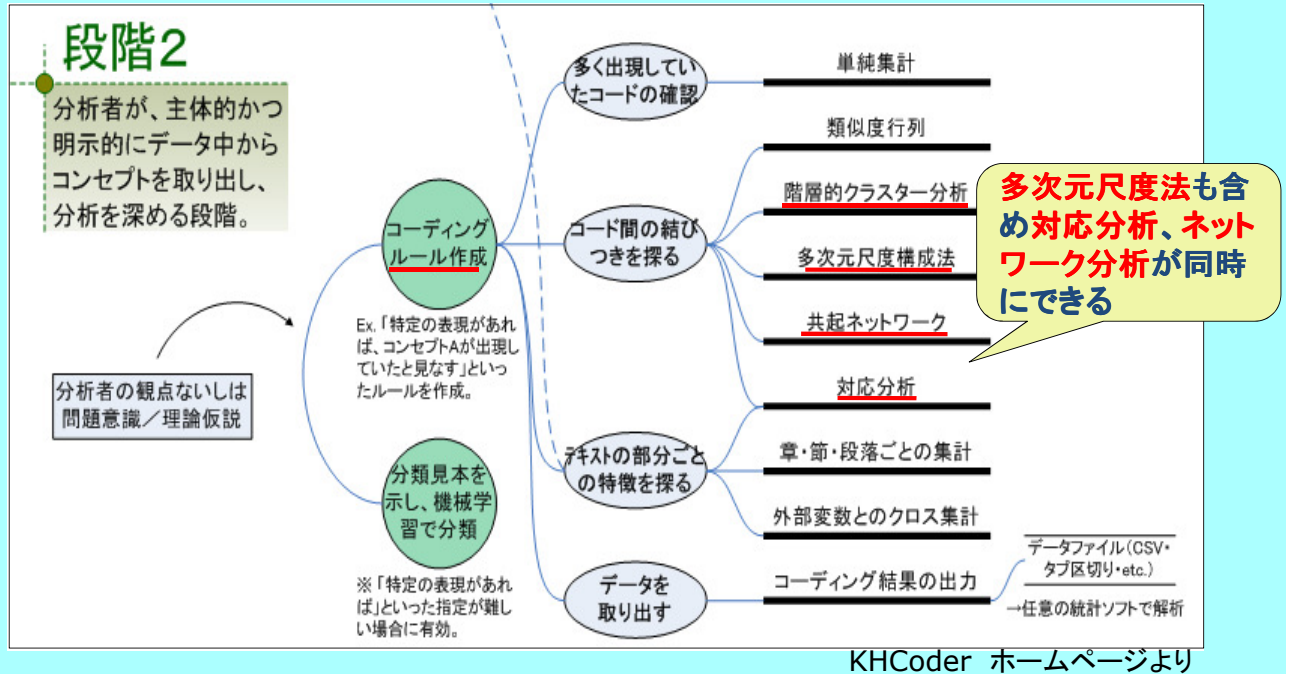 段階2
分析者が、主体的かつ
明示的にデータ中から
コンセプトを取り出し、
分析を深める段階。
分析者の観点ないしは
問題意識／理論仮説
コーディング
ルール作成
Ex.「特定の表現があれ
ば、コンセプトAが出現し
ていたと見なす」といっ
たルールを作成。
分類見本を
示し、機械学
習で分類
※「特定の表現があれ
ば」といった指定が難し
い場合に有効。
多く出現してい
たコードの確認
コード間の結び
つきを探る
テキストの部分ごと
の特徴を探る
データを
取り出す
単純集計
類似度行列
階層的クラスター分析
多次元尺度構成法
共起ネットワーク
対応分析
章・節・段落ごとの集計
外部変数とのクロス集計
コーディング結果の出力
データファイル（CSV・
タブ区切り・etc.）
→任意の統計ソフトで解析
多次元尺度法も含
め対応分析、ネット
ワーク分析が同時
にできる
KHCoder ホームページより